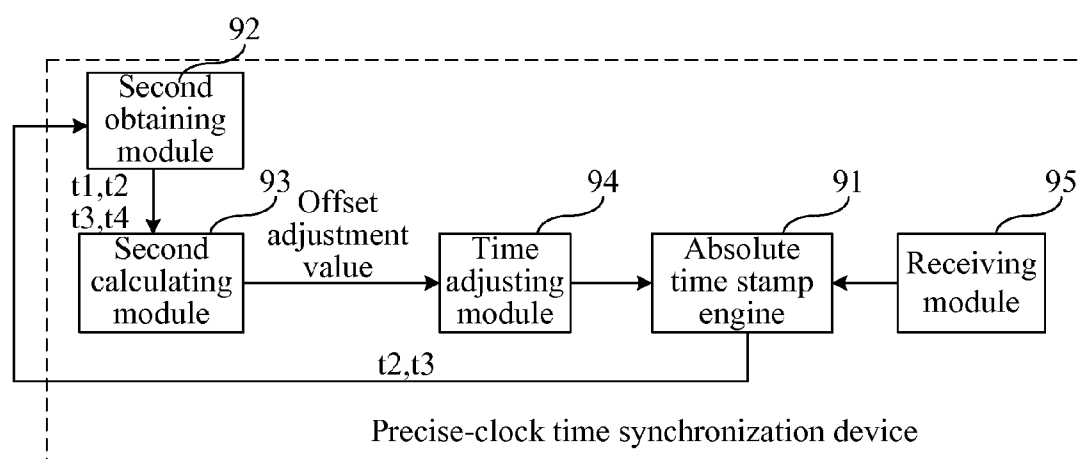 92
Second
obtaining
module
t1,t2
t3,t4
93
Second
calculating
module
Offset
adjustment
value
94
Time
adjusting
module
91
Absolute
time stamp
engine
95
Receiving
module
t2,t3
Precise-clock time synchronization device